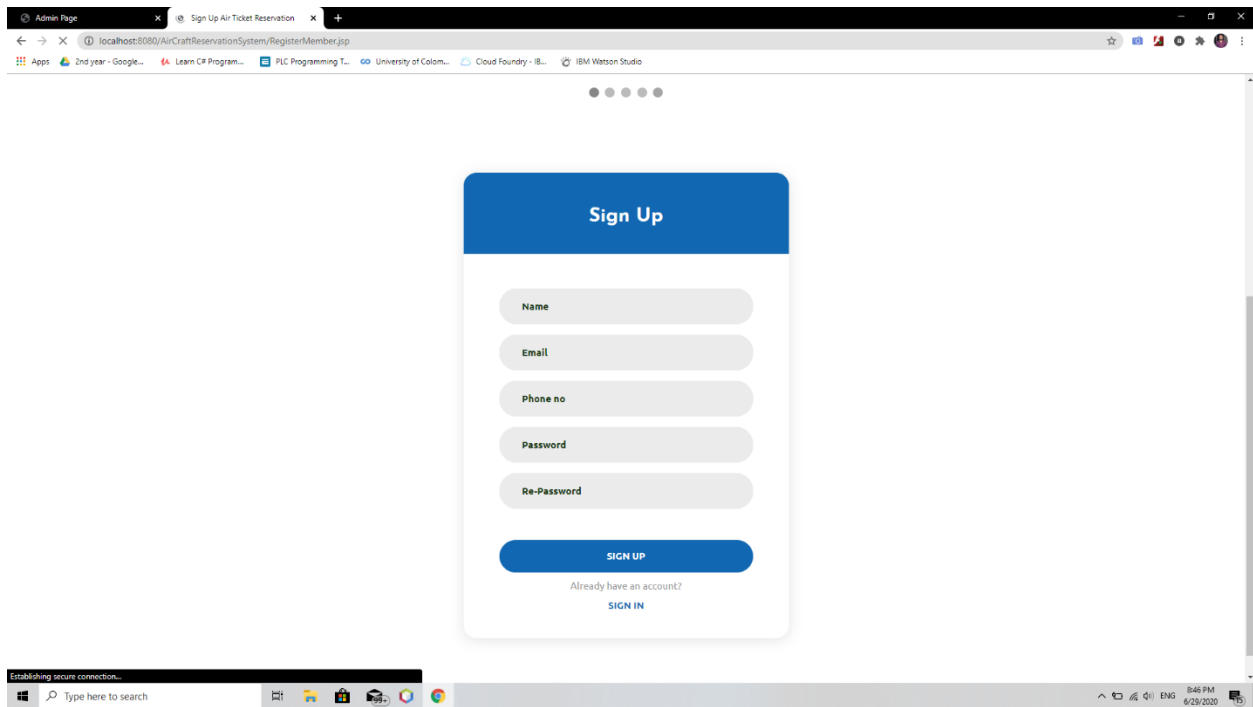 Admin Page
Sign Up Air Ticket Reservation
localhost:8080/AirCraftReservationSystem/RegisterMember.jsp
Apps 2nd year - Google... Learn C# Program... PLC Programming T... University of Colom... Cloud Foundry - IB... IBM Watson Studio
Sign Up
Name
Email
Phone no
Password
Re-Password
SIGN UP
Already have an account?
SIGN IN
Establishing secure connection...
Type here to search
99+
ENG
8:46 PM
6/29/2020
15